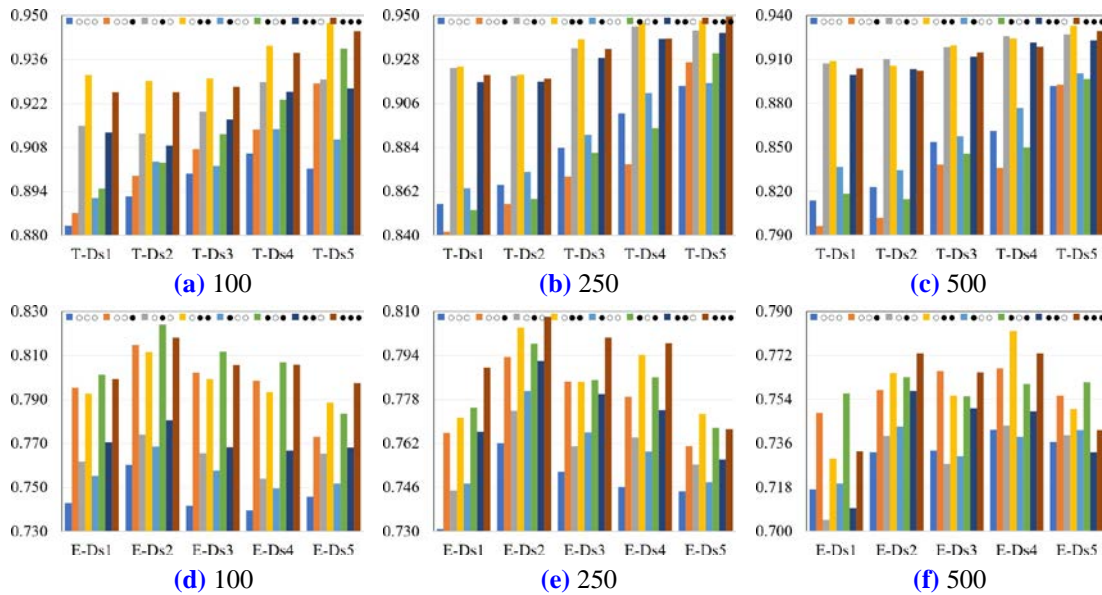 0.950 0.950 0.940
○○○ ○○● ○●○ ○●● ●○○ ●○● ●●○ ●●● ○○○ ○○● ○●○ ○●● ●○○ ●○● ●●○ ●●● ○○○ ○○● ○●○ ○●● ●○○ ●○● ●●○ ●●●
0.936 0.928 0.910
0.922 0.906 0.880
0.908 0.884 0.850
0.894 0.862 0.820
0.880 0.840 0.790
T-Ds1 T-Ds2 T-Ds3 T-Ds4 T-Ds5 T-Ds1 T-Ds2 T-Ds3 T-Ds4 T-Ds5 T-Ds1 T-Ds2 T-Ds3 T-Ds4 T-Ds5
(a) 100 (b) 250 (c) 500
0.830 0.810 0.790
○○○ ○○● ○●○ ○●● ●○○ ●○● ●●○ ●●● ○○○ ○○● ○●○ ○●● ●○○ ●○● ●●○ ●●● ○○○ ○○● ○●○ ○●● ●○○ ●○● ●●○ ●●●
0.810 0.794 0.772
0.790 0.778 0.754
0.770 0.762 0.736
0.750 0.746 0.718
0.730 0.730 0.700
E-Ds1 E-Ds2 E-Ds3 E-Ds4 E-Ds5 E-Ds1 E-Ds2 E-Ds3 E-Ds4 E-Ds5 E-Ds1 E-Ds2 E-Ds3 E-Ds4 E-Ds5
(d) 100 (e) 250 (f) 500